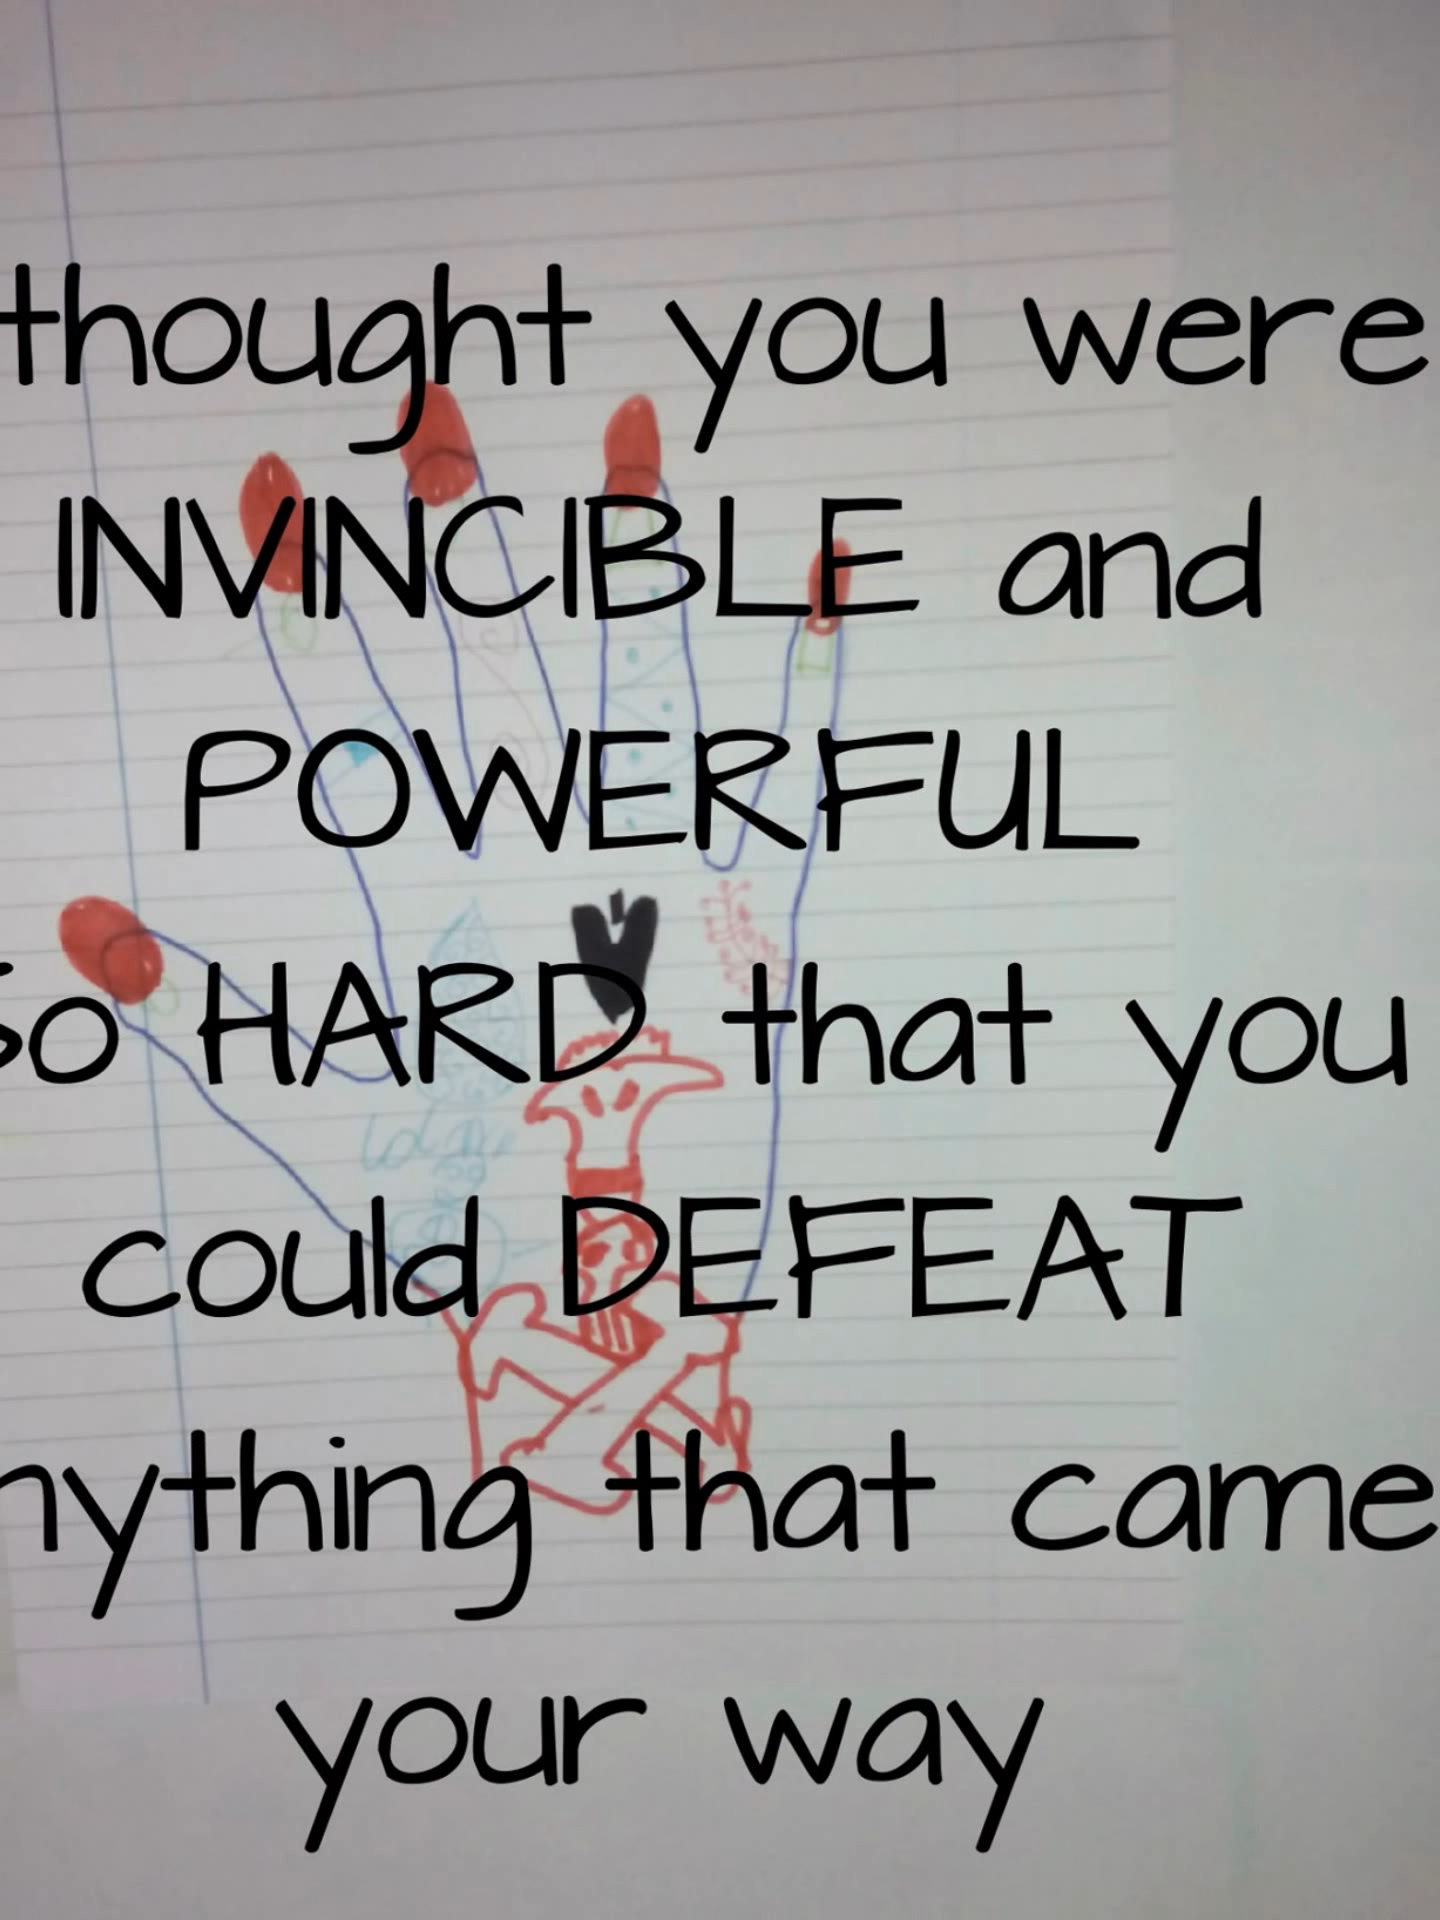 thought you were
INVINCIBLE and
POWERFUL
so HARD that you
could DEFEAT
nything that came
your way